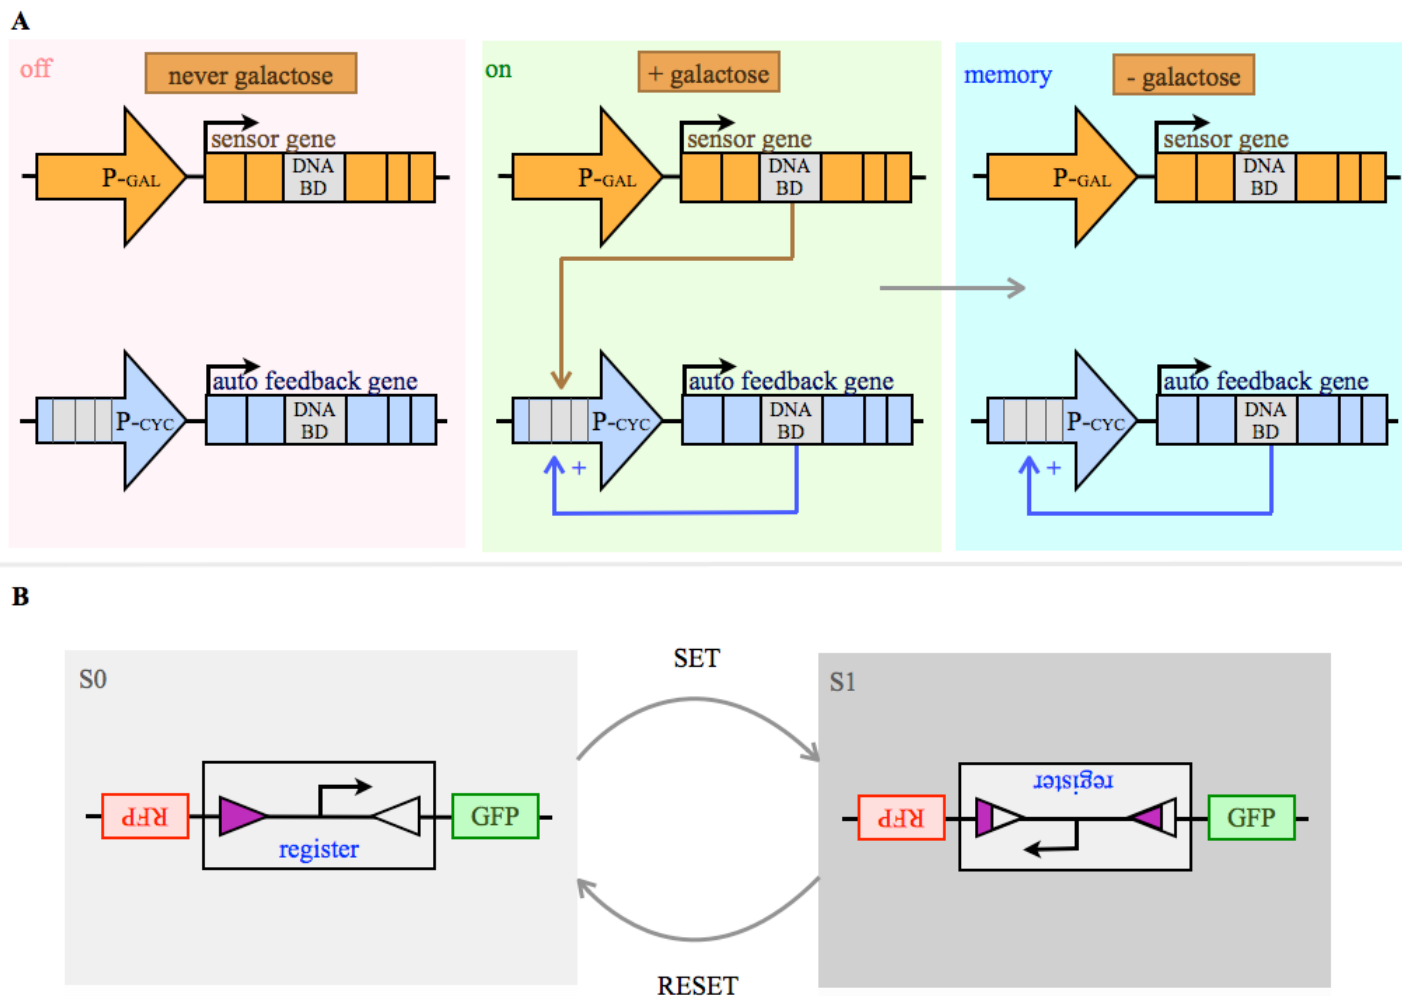 A
off
never galactose
sensor gene
P-GAL
DNA
BD
auto feedback gene
P-CYC
DNA
BD
on
+ galactose
sensor gene
P-GAL
DNA
BD
auto feedback gene
P-CYC
DNA
BD
+
memory
- galactose
sensor gene
P-GAL
DNA
BD
auto feedback gene
P-CYC
DNA
BD
+
B
S0
RFP
register
GFP
SET
RESET
S1
RFP
register
GFP